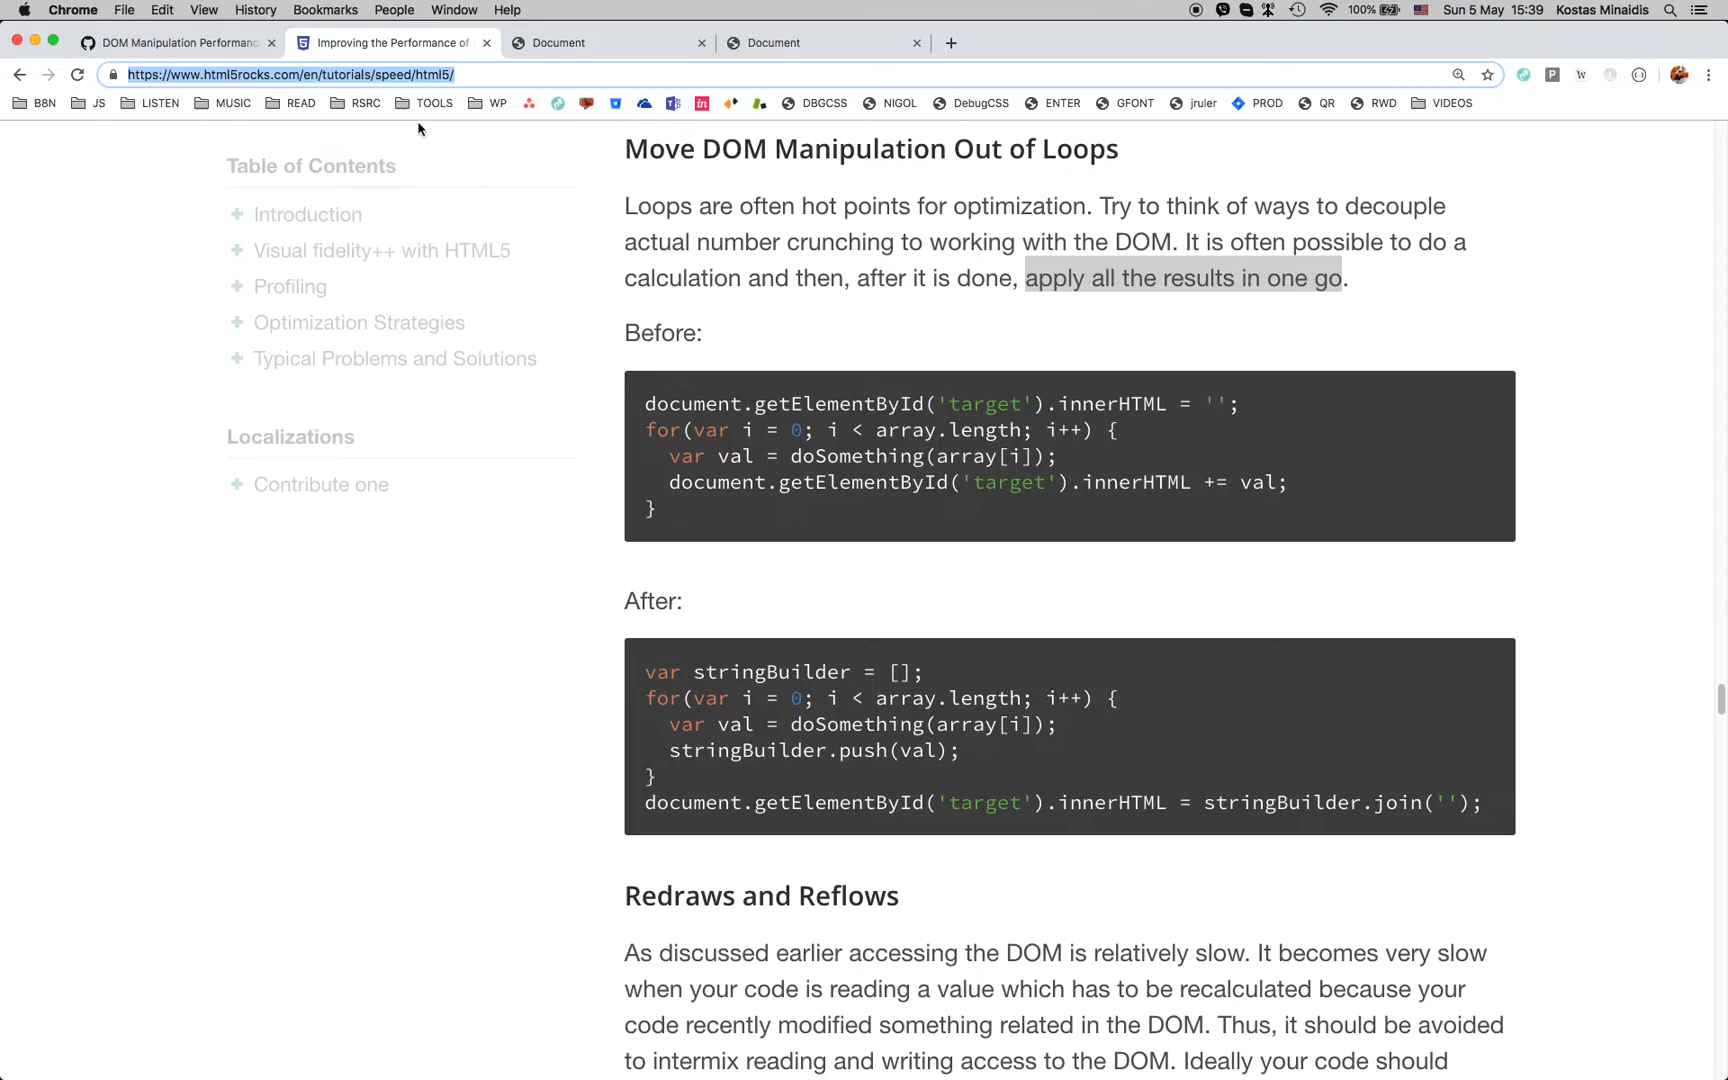 Chrome File Edit View History Bookmarks People Window Help 100% Sun 5 May 15:39 Kostas Minaidis
DOM Manipulation Performanc Improving the Performance of Document Document
https://www.html5rocks.com/en/tutorials/speed/html5/
B8N JS LISTEN MUSIC READ RSRC TOOLS WP DBGCSS NIGOL DebugCSS ENTER GFONT jruler PROD QR RWD VIDEOS
Table of Contents
Introduction
Visual fidelity++ with HTML5
Profiling
Optimization Strategies
Typical Problems and Solutions
Localizations
Contribute one
Move DOM Manipulation Out of Loops
Loops are often hot points for optimization. Try to think of ways to decouple
actual number crunching to working with the DOM. It is often possible to do a
calculation and then, after it is done, apply all the results in one go.
Before:
document.getElementById('target').innerHTML = '';
for(var i = 0; i < array.length; i++) {
  var val = doSomething(array[i]);
  document.getElementById('target').innerHTML += val;
}
After:
var stringBuilder = [];
for(var i = 0; i < array.length; i++) {
  var val = doSomething(array[i]);
  stringBuilder.push(val);
}
document.getElementById('target').innerHTML = stringBuilder.join('');
Redraws and Reflows
As discussed earlier accessing the DOM is relatively slow. It becomes very slow
when your code is reading a value which has to be recalculated because your
code recently modified something related in the DOM. Thus, it should be avoided
to intermix reading and writing access to the DOM. Ideally your code should